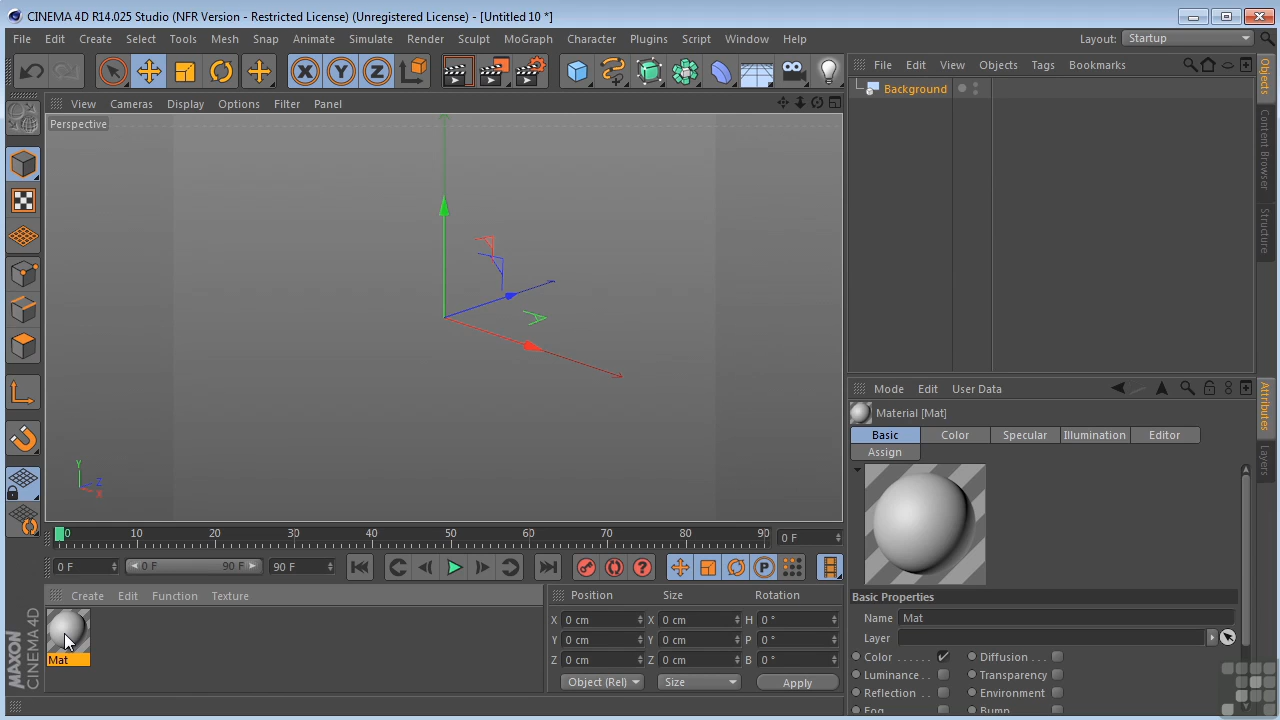 CINEMA 4D R14.025 Studio (NFR Version - Restricted License) (Unregistered License) - [Untitled 10 *]
File Edit Create Select Tools Mesh Snap Animate Simulate Render Sculpt MoGraph Character Plugins Script Window Help Layout: Startup
X Y Z
View Cameras Display Options Filter Panel
File Edit View Objects Tags Bookmarks
Background
Perspective
Objects
Content Browser
Structure
Y
Z
X
Mode Edit User Data
Material [Mat]
Basic Color Specular Illumination Editor
Assign
Attributes
Layers
0 10 20 30 40 50 60 70 80 90 0 F
0 F 0 F 90 F 90 F
P
Create Edit Function Texture
Position Size Rotation
X 0 cm X 0 cm H 0 °
Y 0 cm Y 0 cm P 0 °
Z 0 cm Z 0 cm B 0 °
Object (Rel) Size Apply
Mat
MAXON
CINEMA 4D
Basic Properties
Name Mat
Layer
Color . . . . . . Diffusion . . .
Luminance . . . Transparency
Reflection . . . Environment
Fog Bump